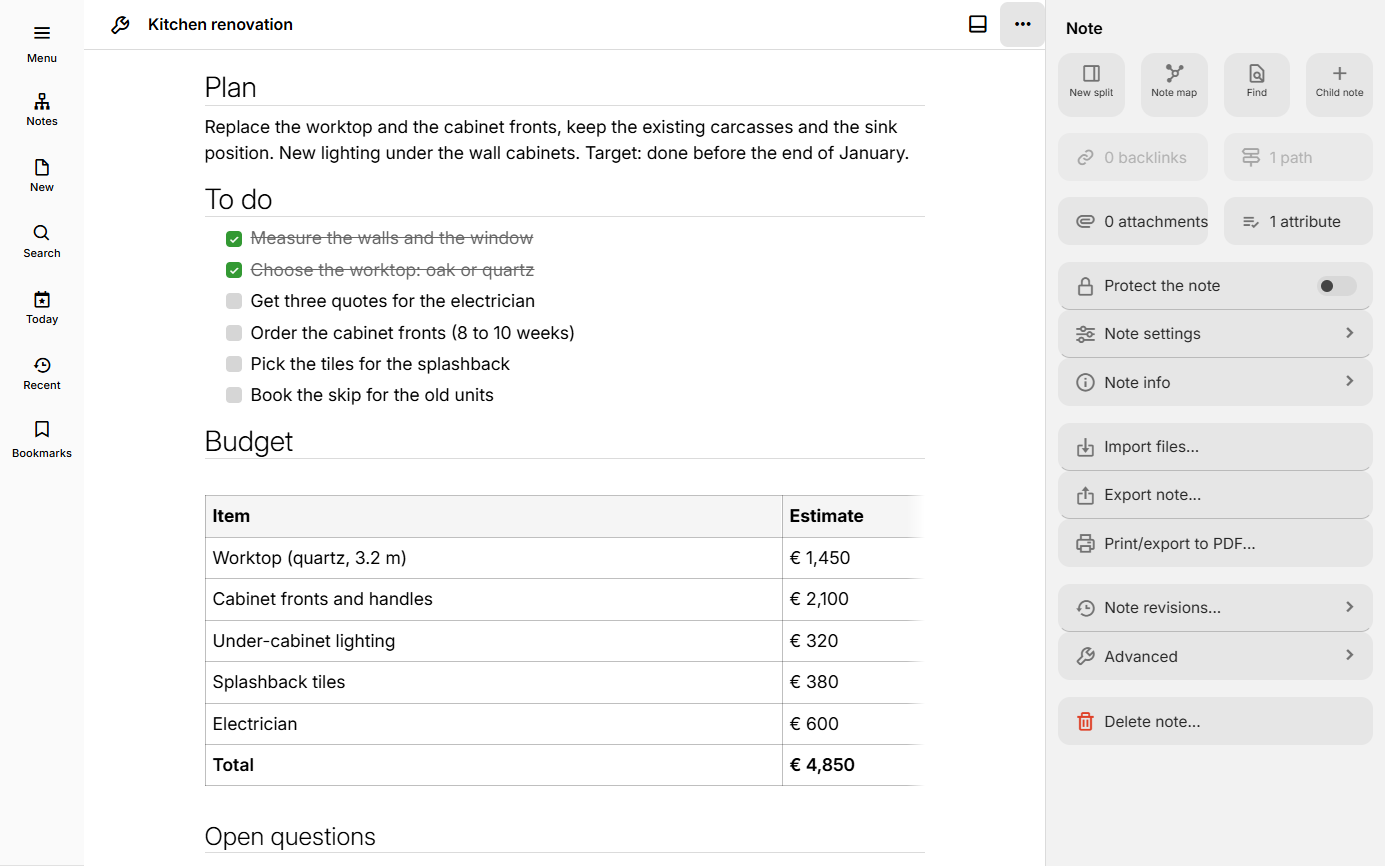 Menu
Notes
New
Search
Today
Recent
Bookmarks
Kitchen renovation
Plan
Replace the worktop and the cabinet fronts, keep the existing carcasses and the sink
position. New lighting under the wall cabinets. Target: done before the end of January.
To do
Measure the walls and the window
Choose the worktop: oak or quartz
Get three quotes for the electrician
Order the cabinet fronts (8 to 10 weeks)
Pick the tiles for the splashback
Book the skip for the old units
Budget
Item Estimate
Worktop (quartz, 3.2 m) € 1,450
Cabinet fronts and handles € 2,100
Under-cabinet lighting € 320
Splashback tiles € 380
Electrician € 600
Total € 4,850
Open questions
Note
New split Note map Find Child note
0 backlinks 1 path
0 attachments 1 attribute
Protect the note
Note settings
Note info
Import files...
Export note...
Print/export to PDF...
Note revisions...
Advanced
Delete note...